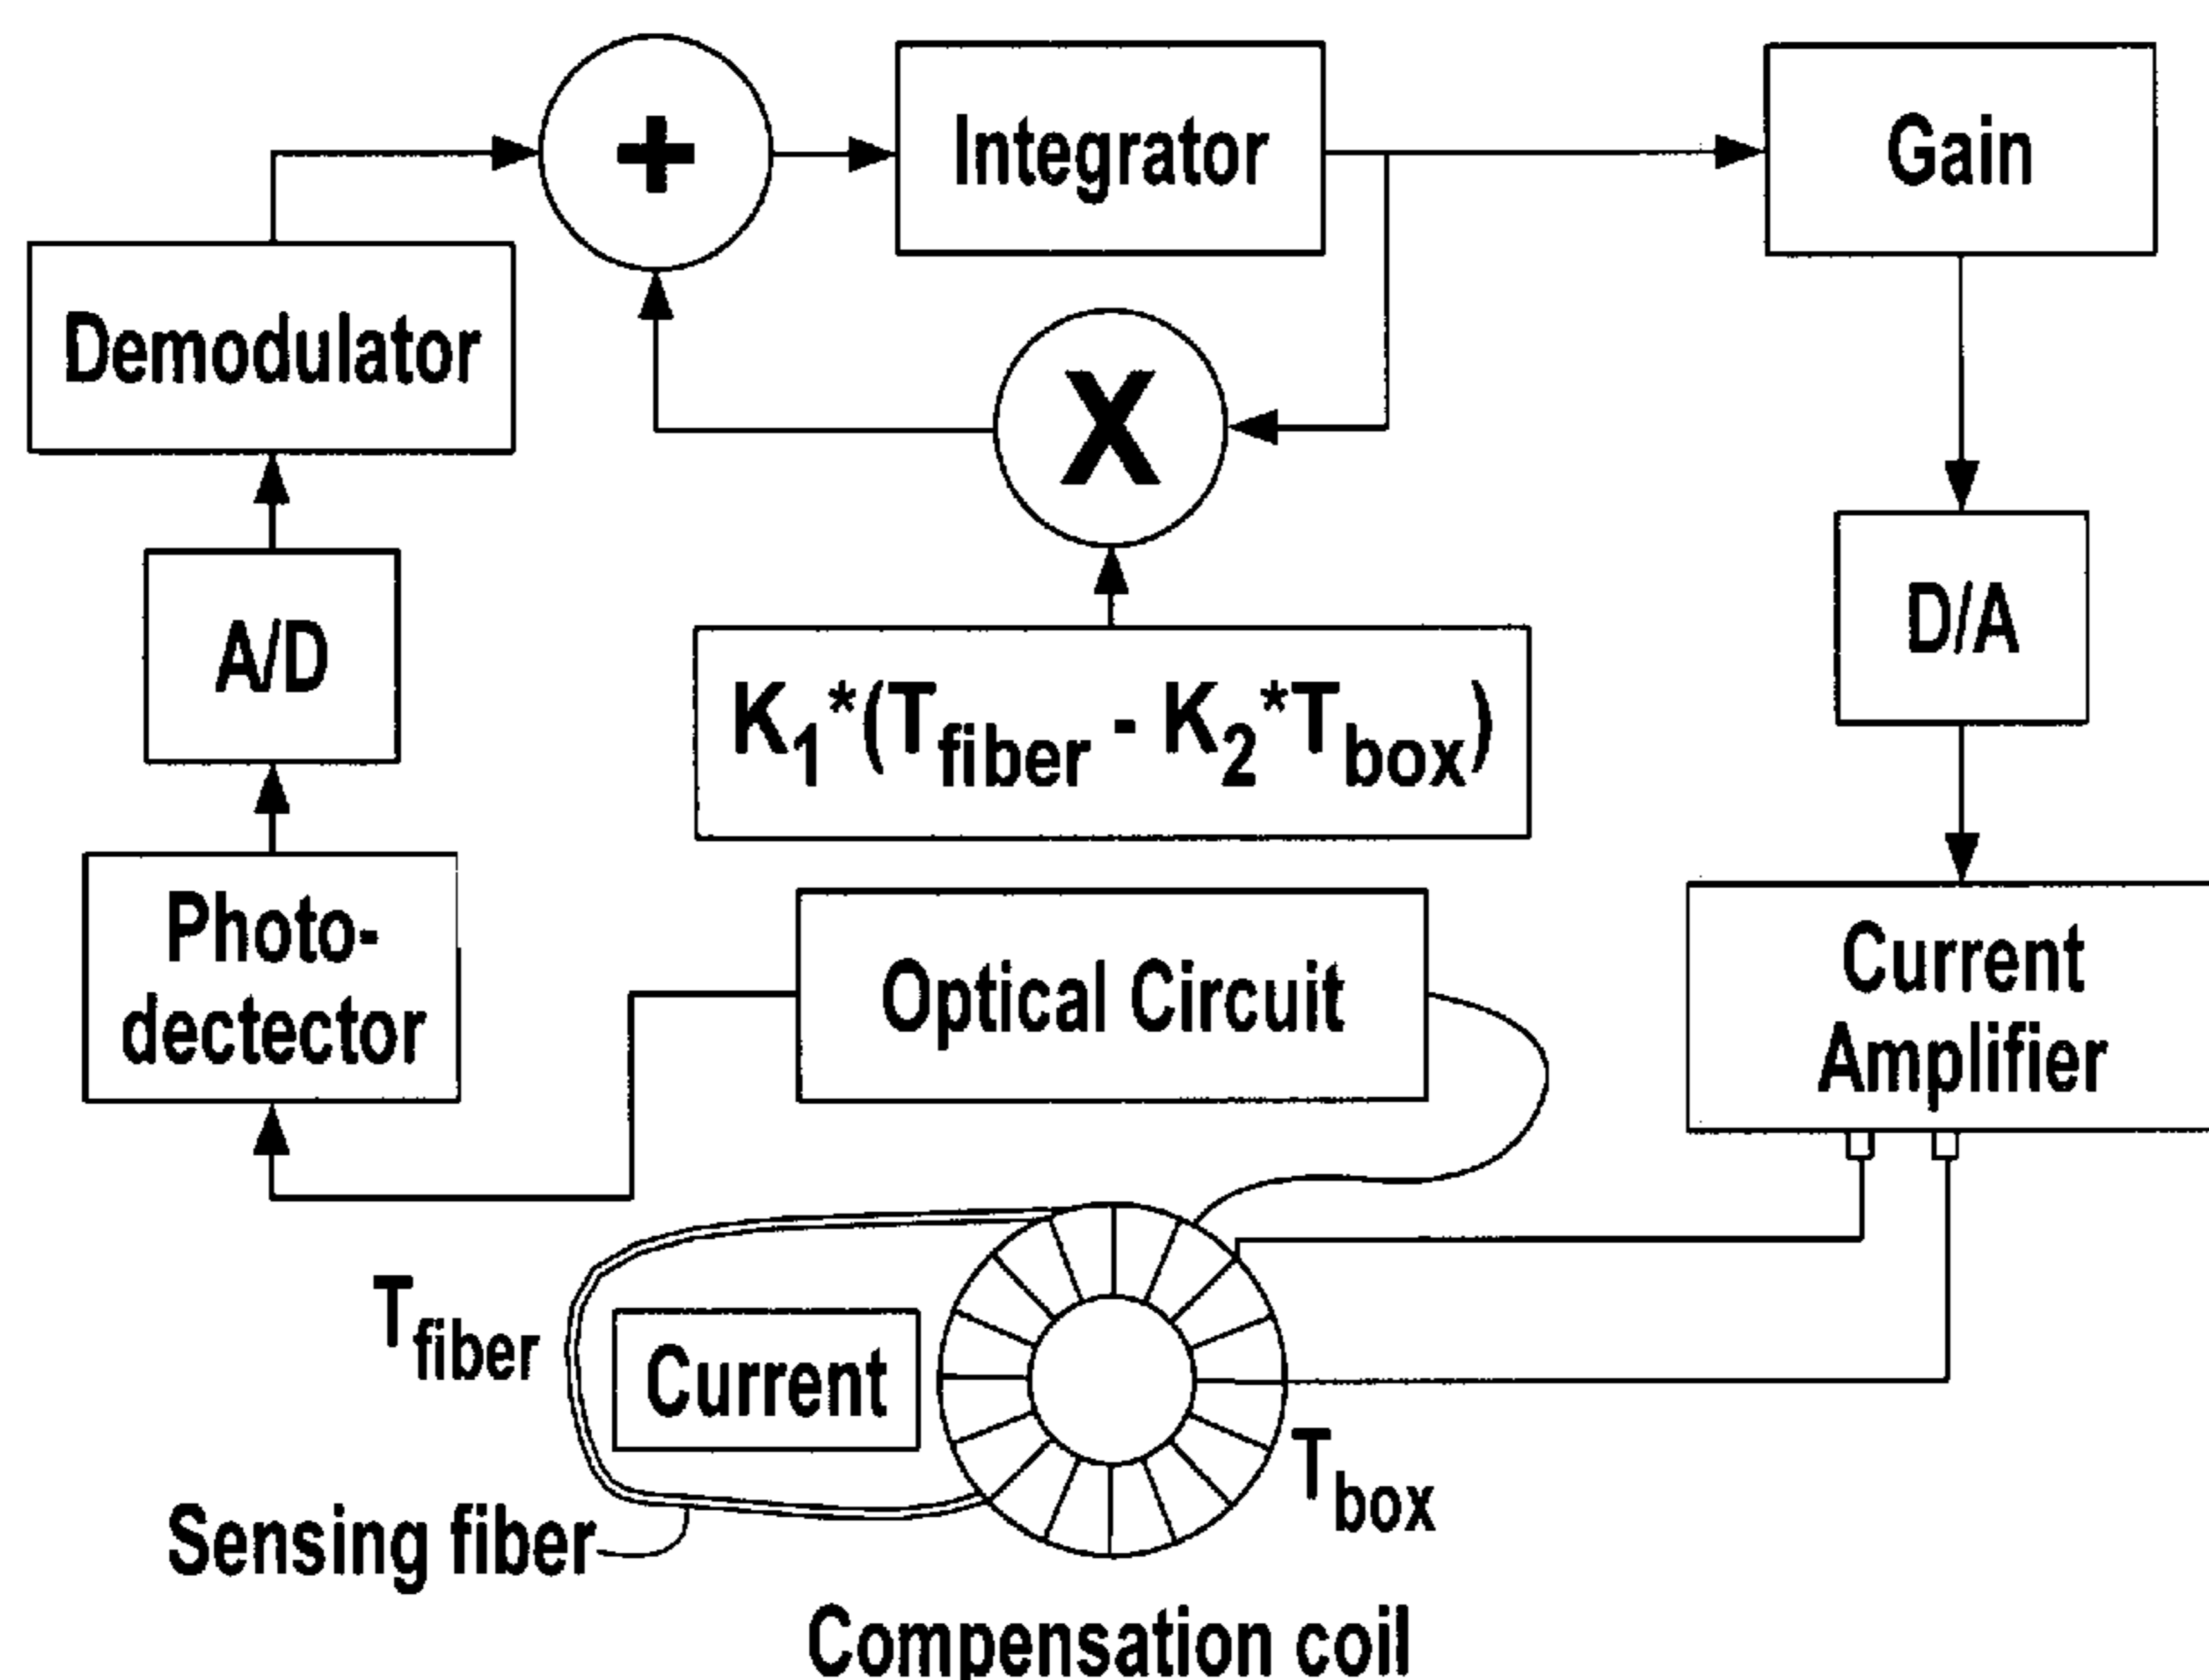 +
Integrator
Gain
Demodulator
X
A/D
D/A
K1*(Tfiber - K2*Tbox)
Photo-
dectector
Optical Circuit
Current
Amplifier
Tfiber
Current
Tbox
Sensing fiber
Compensation coil